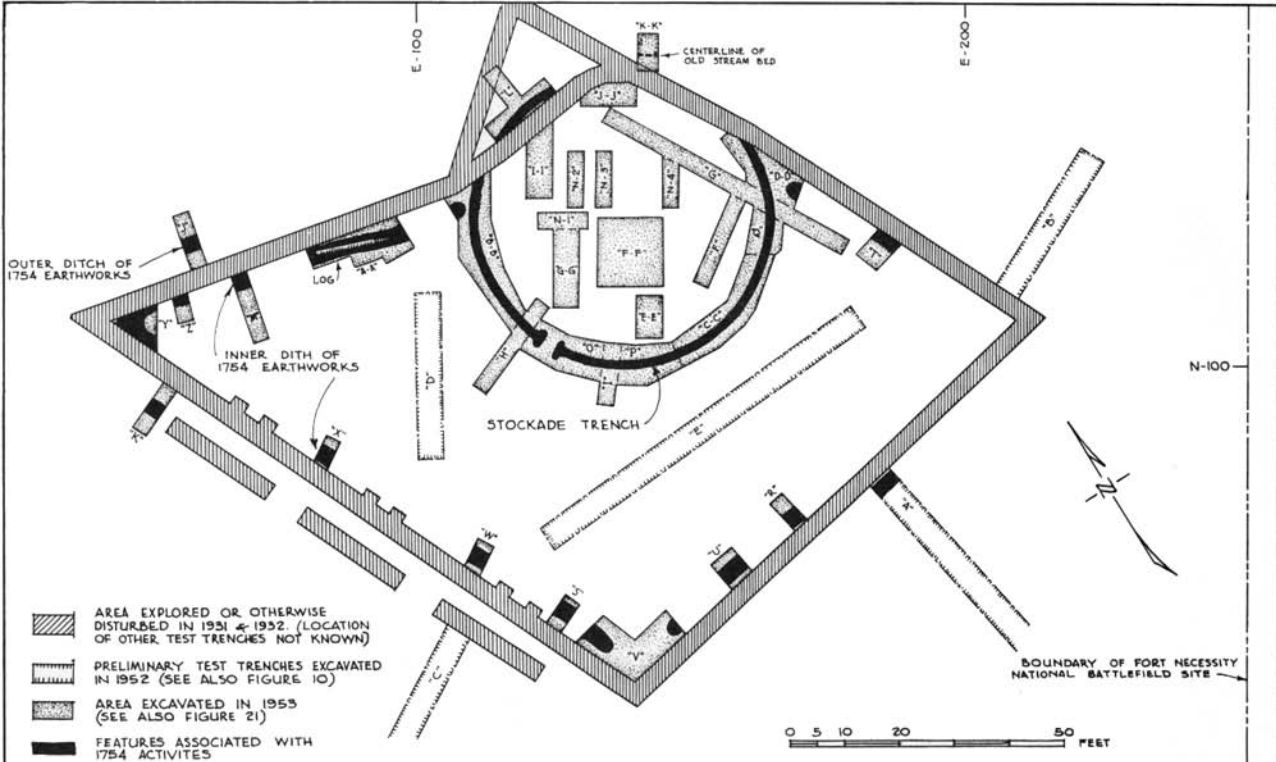 E-100
"K-K"
CENTERLINE OF
OLD STREAM BED
E-200
"J-J"
"I-I"
"N-2"
"N-3"
"N-4"
"G"
"D-D"
"B"
"N-1"
"F-F"
"F"
"T"
OUTER DITCH OF
1754 EARTHWORKS
LOG
"A-A"
"B-B"
"G-G"
"E-E"
"C-C"
"Y"
"Z"
INNER DITH OF
1754 EARTHWORKS
"H"
"O"
"P"
"I"
N-100
"D"
STOCKADE TRENCH
"K"
"X"
"E"
N
"R"
"A"
"W"
"U"
"S"
"V"
"C"
AREA EXPLORED OR OTHERWISE
DISTURBED IN 1931 & 1932. (LOCATION
OF OTHER TEST TRENCHES NOT KNOWN)
PRELIMINARY TEST TRENCHES EXCAVATED
IN 1952 (SEE ALSO FIGURE 10)
AREA EXCAVATED IN 1953
(SEE ALSO FIGURE 21)
FEATURES ASSOCIATED WITH
1754 ACTIVITES
BOUNDARY OF FORT NECESSITY
NATIONAL BATTLEFIELD SITE
0 5 10 20 50 FEET